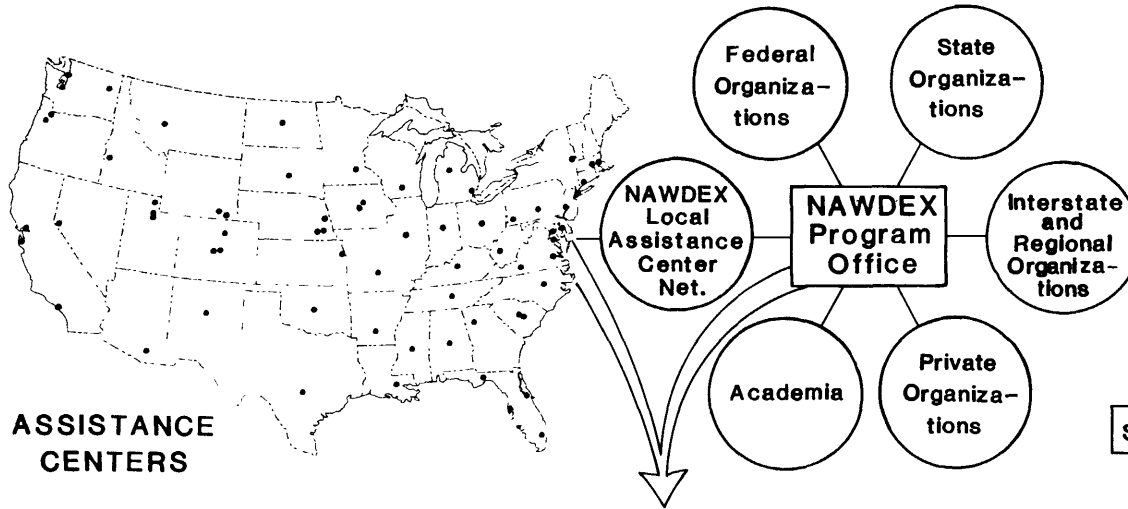 Federal
Organiza-
tions
State
Organiza-
tions
NAWDEX
Local
Assistance
Center
Net.
NAWDEX
Program
Office
Interstate
and
Regional
Organiza-
tions
Academia
Private
Organiza-
tions
ASSISTANCE
CENTERS
S